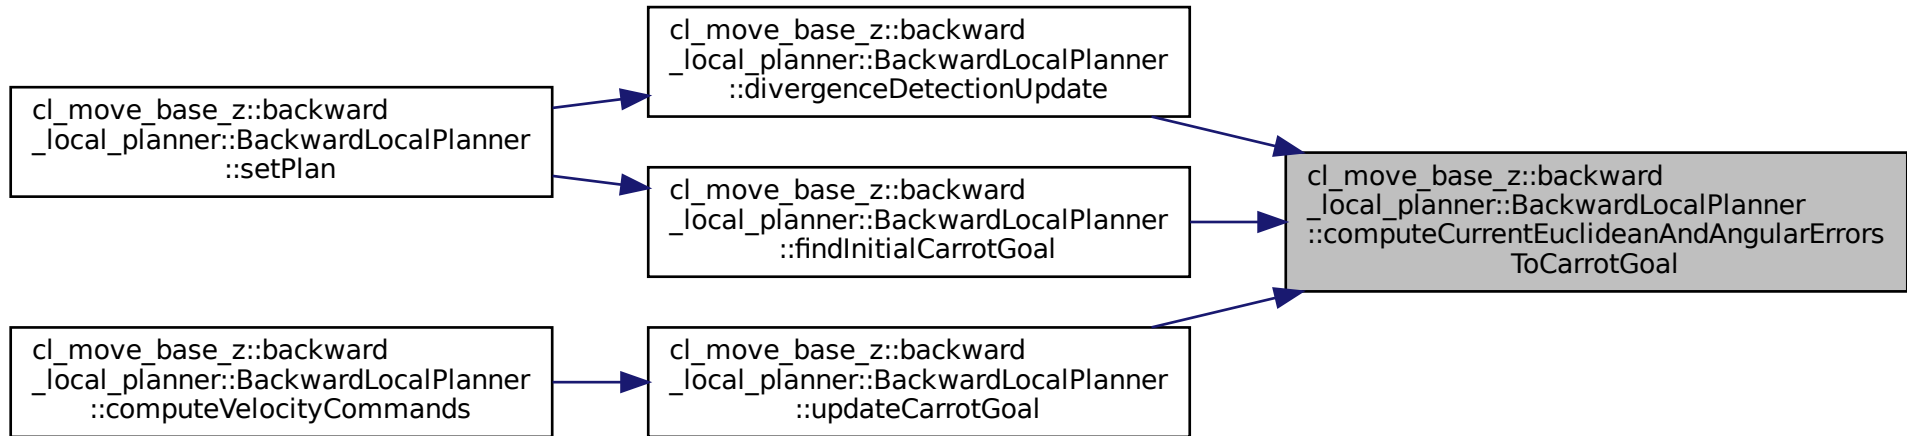 cl_move_base_z::backward
_local_planner::BackwardLocalPlanner
::setPlan
cl_move_base_z::backward
_local_planner::BackwardLocalPlanner
::computeVelocityCommands
cl_move_base_z::backward
_local_planner::BackwardLocalPlanner
::divergenceDetectionUpdate
cl_move_base_z::backward
_local_planner::BackwardLocalPlanner
::findInitialCarrotGoal
cl_move_base_z::backward
_local_planner::BackwardLocalPlanner
::updateCarrotGoal
cl_move_base_z::backward
_local_planner::BackwardLocalPlanner
::computeCurrentEuclideanAndAngularErrors
ToCarrotGoal